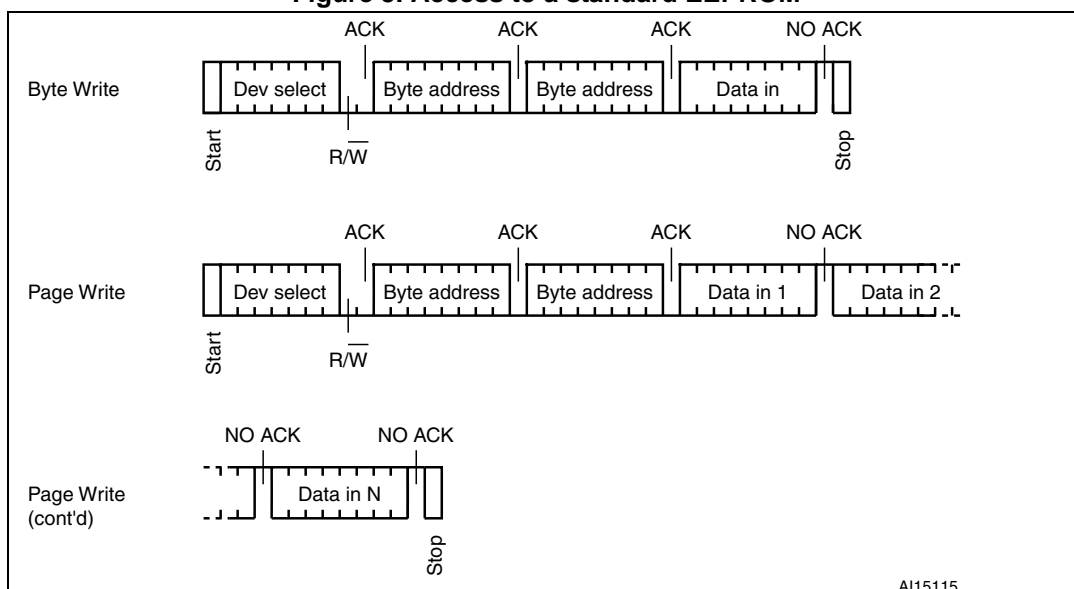 Figure Access to a standard EEPROM
ACK ACK ACK NO ACK
Byte Write Dev select Byte address Byte address Data in
Start R/W̅ Stop
ACK ACK ACK NO ACK
Page Write Dev select Byte address Byte address Data in 1 Data in 2
Start R/W̅
NO ACK NO ACK
Page Write
(cont'd)
Data in N
Stop
AI15115